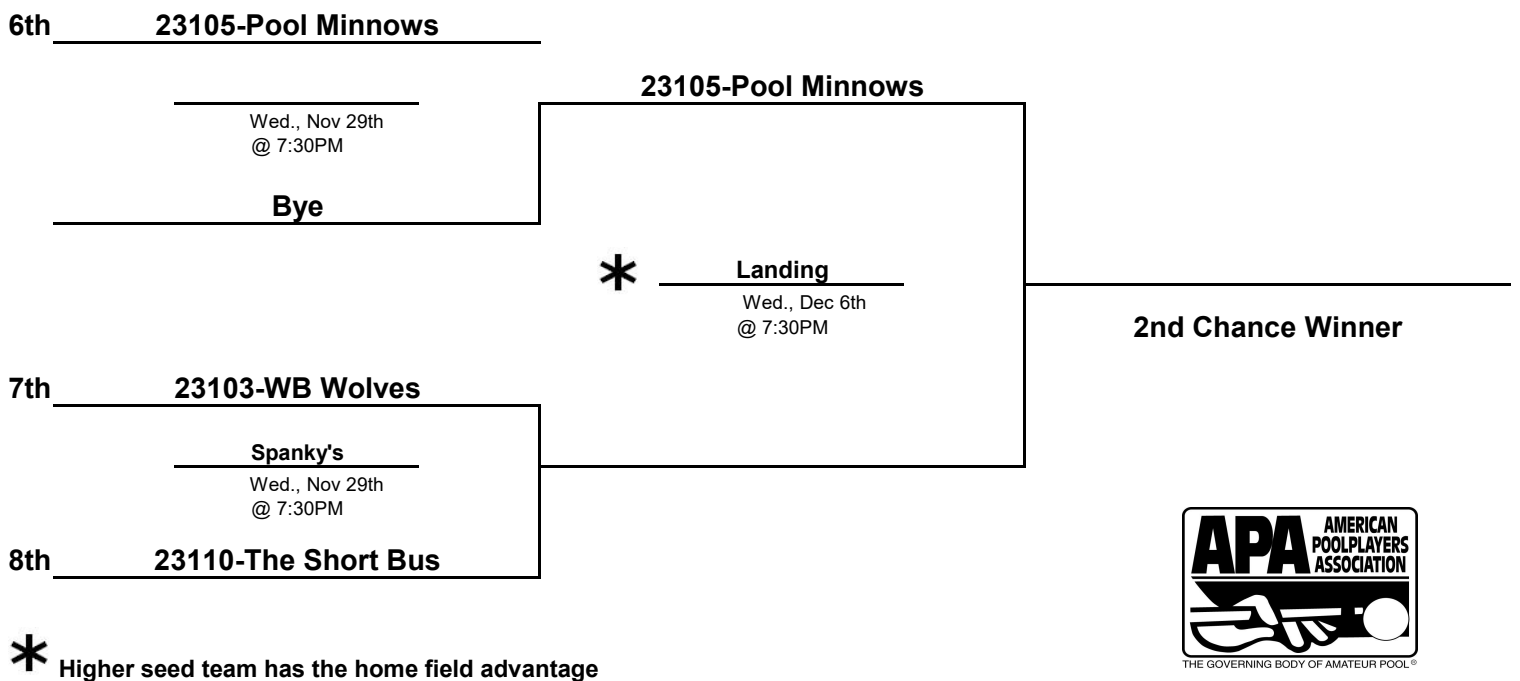 6th 23105-Pool Minnows
23105-Pool Minnows
Wed., Nov 29th
@ 7:30PM
Bye
* Landing
Wed., Dec 6th
@ 7:30PM
2nd Chance Winner
7th 23103-WB Wolves
Spanky's
Wed., Nov 29th
@ 7:30PM
8th 23110-The Short Bus
APA AMERICAN
POOLPLAYERS
ASSOCIATION
THE GOVERNING BODY OF AMATEUR POOL®
* Higher seed team has the home field advantage